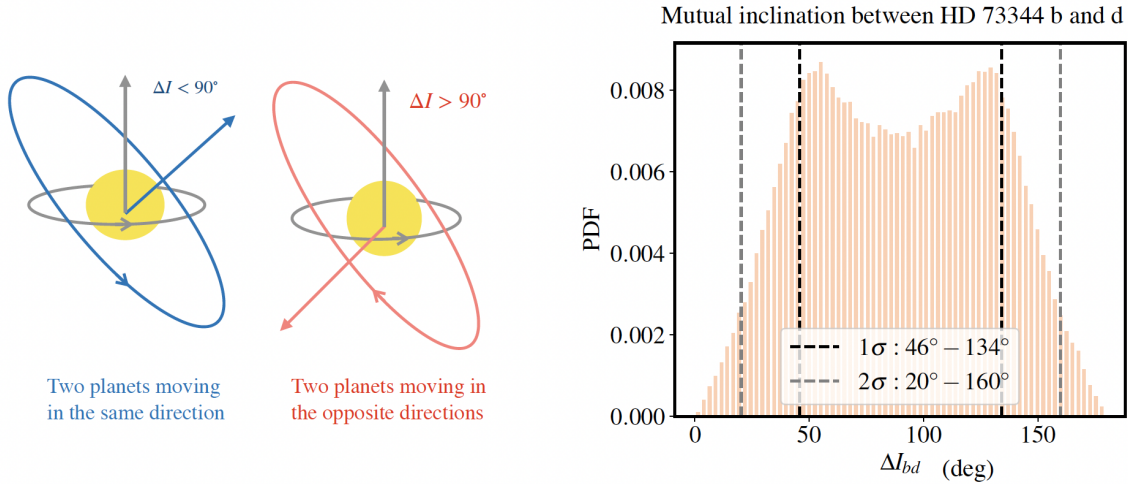 ΔI < 90°
ΔI > 90°
Two planets moving
in the same direction
Two planets moving in
the opposite directions
Mutual inclination between HD 73344 b and d
PDF
0.008
0.006
0.004
0.002
0.000
1σ : 46° − 134°
2σ : 20° − 160°
0
50
100
150
ΔI_bd (deg)